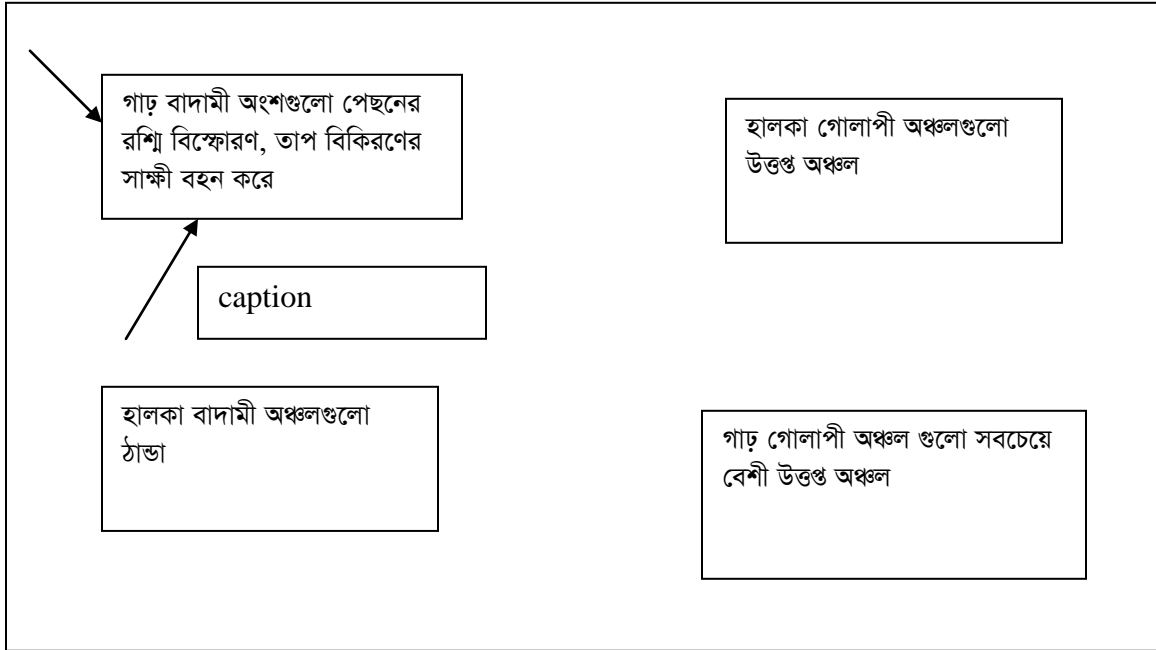 গাঢ় বাদামী অংশগুলো পেছনের
রশ্মি বিস্ফোরণ, তাপ বিকিরণের
সাক্ষী বহন করে
হালকা গোলাপী অঞ্চলগুলো
উত্তপ্ত অঞ্চল
caption
হালকা বাদামী অঞ্চলগুলো
ঠান্ডা
গাঢ় গোলাপী অঞ্চল গুলো সবচেয়ে
বেশী উত্তপ্ত অঞ্চল